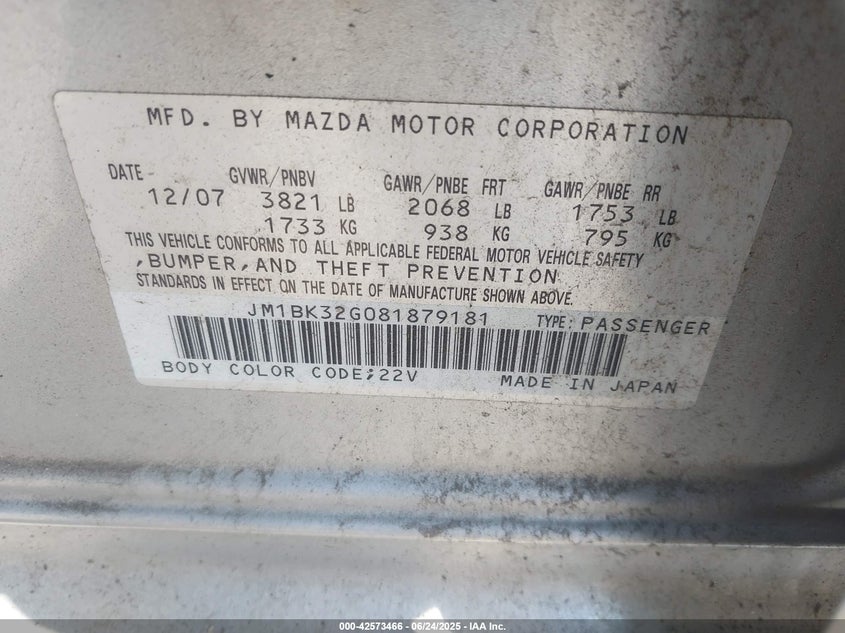 MFD. BY MAZDA MOTOR CORPORATION
DATE GVWR/PNBV GAWR/PNBE FRT GAWR/PNBE RR
12/07 3821 LB 2068 LB 1753 LB
1733 KG 938 KG 795 KG
THIS VEHICLE CONFORMS TO ALL APPLICABLE FEDERAL MOTOR VEHICLE SAFETY
,BUMPER,AND THEFT PREVENTION
STANDARDS IN EFFECT ON THE DATE OF MANUFACTURE SHOWN ABOVE.
JM1BK32G081879181 TYPE: PASSENGER
BODY COLOR CODE;22V MADE IN JAPAN
000-42573466 - 06/24/2025 - IAA Inc.